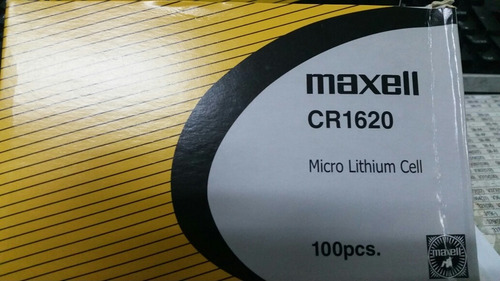 maxell
CR1620
Micro Lithium Cell
100pcs.
maxell